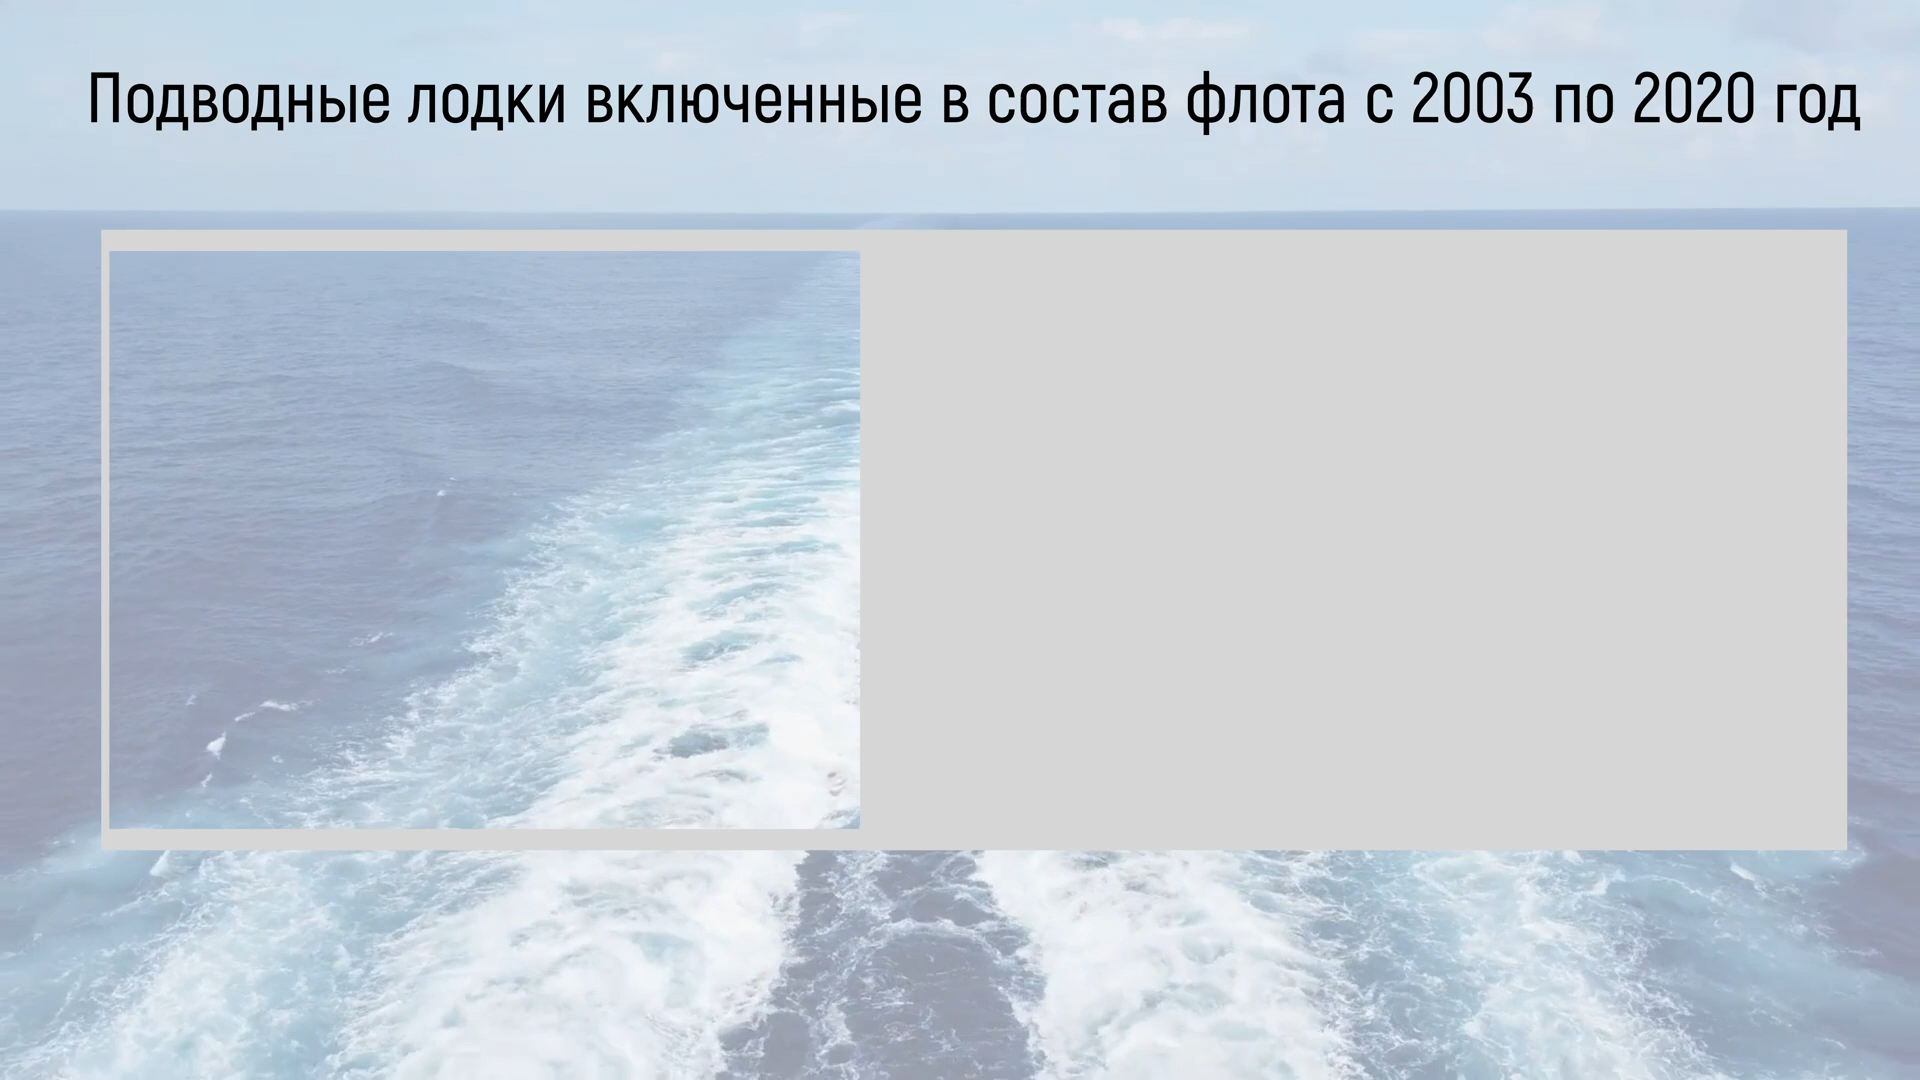 Подводные лодки включенные в состав флота с 2003 по 2020 год